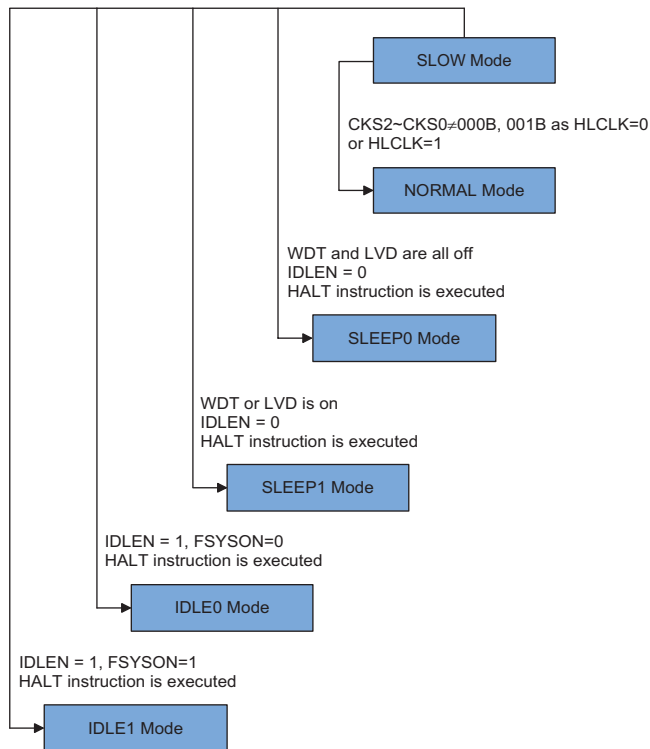 SLOW Mode
CKS2~CKS0≠000B, 001B as HLCLK=0
or HLCLK=1
NORMAL Mode
WDT and LVD are all off
IDLEN = 0
HALT instruction is executed
SLEEP0 Mode
WDT or LVD is on
IDLEN = 0
HALT instruction is executed
SLEEP1 Mode
IDLEN = 1, FSYSON=0
HALT instruction is executed
IDLE0 Mode
IDLEN = 1, FSYSON=1
HALT instruction is executed
IDLE1 Mode